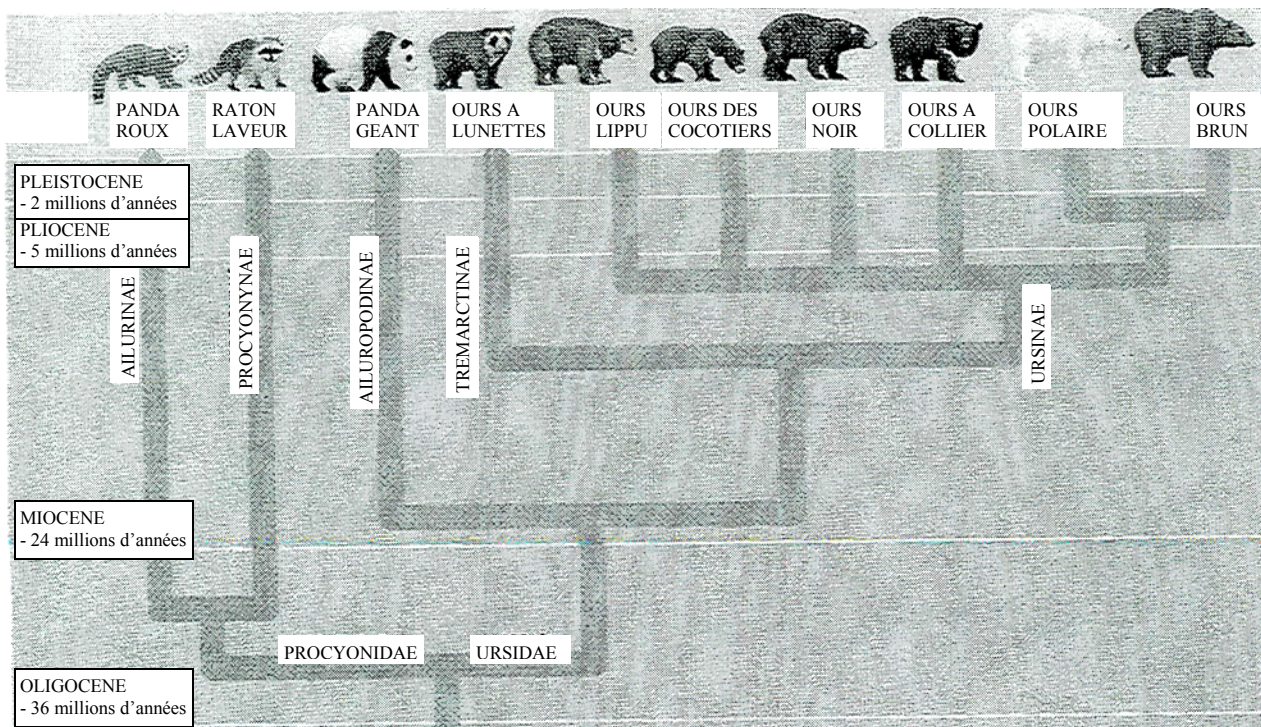 PANDA
ROUX
RATON
LAVEUR
PANDA
GEANT
OURS A
LUNETTES
OURS
LIPPU
OURS DES
COCOTIERS
OURS
NOIR
OURS A
COLLIER
OURS
POLAIRE
OURS
BRUN
PLEISTOCENE
- 2 millions d'années
PLIOCENE
- 5 millions d'années
AILURINAE
PROCYONYNAE
AILUROPODINAE
TREMARCTINAE
URSINAE
MIOCENE
- 24 millions d'années
PROCYONIDAE
URSIDAE
OLIGOCENE
- 36 millions d'années